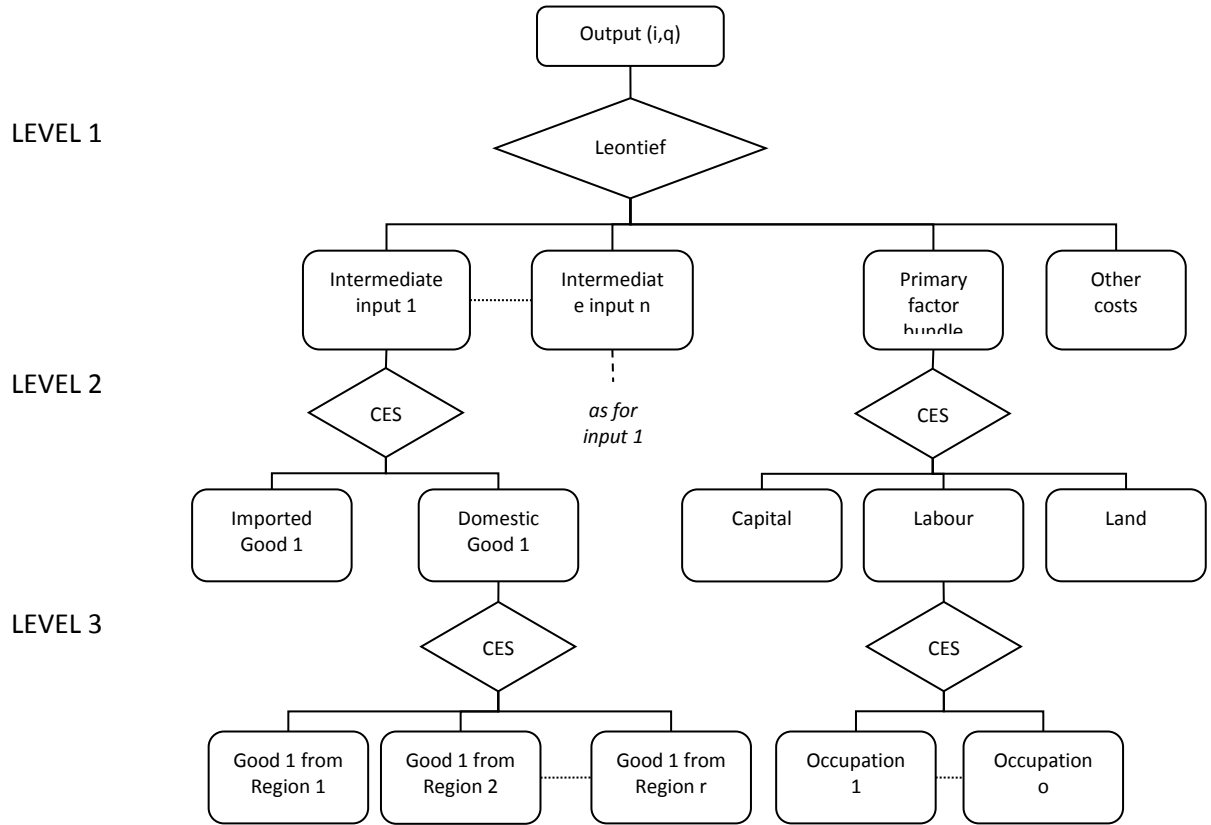 Output (i,q)
LEVEL 1
Leontief
Intermediate
input 1
Intermediat
e input n
Primary
factor
bundle
Other
costs
LEVEL 2
CES
as for
input 1
CES
Imported
Good 1
Domestic
Good 1
Capital
Labour
Land
LEVEL 3
CES
CES
Good 1 from
Region 1
Good 1 from
Region 2
Good 1 from
Region r
Occupation
1
Occupation
o